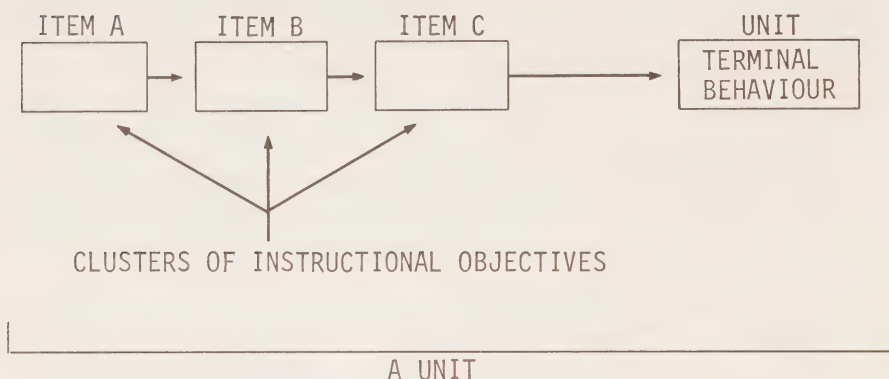 ITEM A ITEM B ITEM C UNIT
TERMINAL
BEHAVIOUR
CLUSTERS OF INSTRUCTIONAL OBJECTIVES
A UNIT